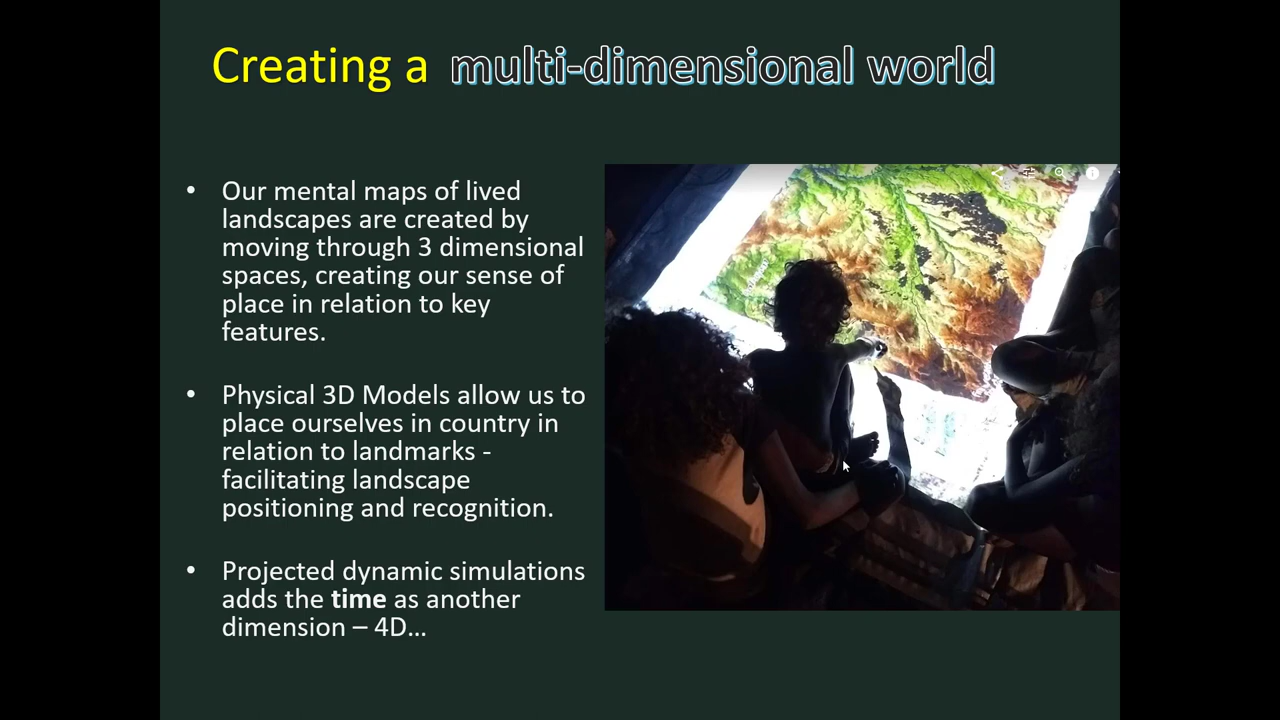 Creating a multi-dimensional world
• Our mental maps of lived
landscapes are created by
moving through 3 dimensional
spaces, creating our sense of
place in relation to key
features.
• Physical 3D Models allow us to
place ourselves in country in
relation to landmarks -
facilitating landscape
positioning and recognition.
• Projected dynamic simulations
adds the time as another
dimension – 4D…